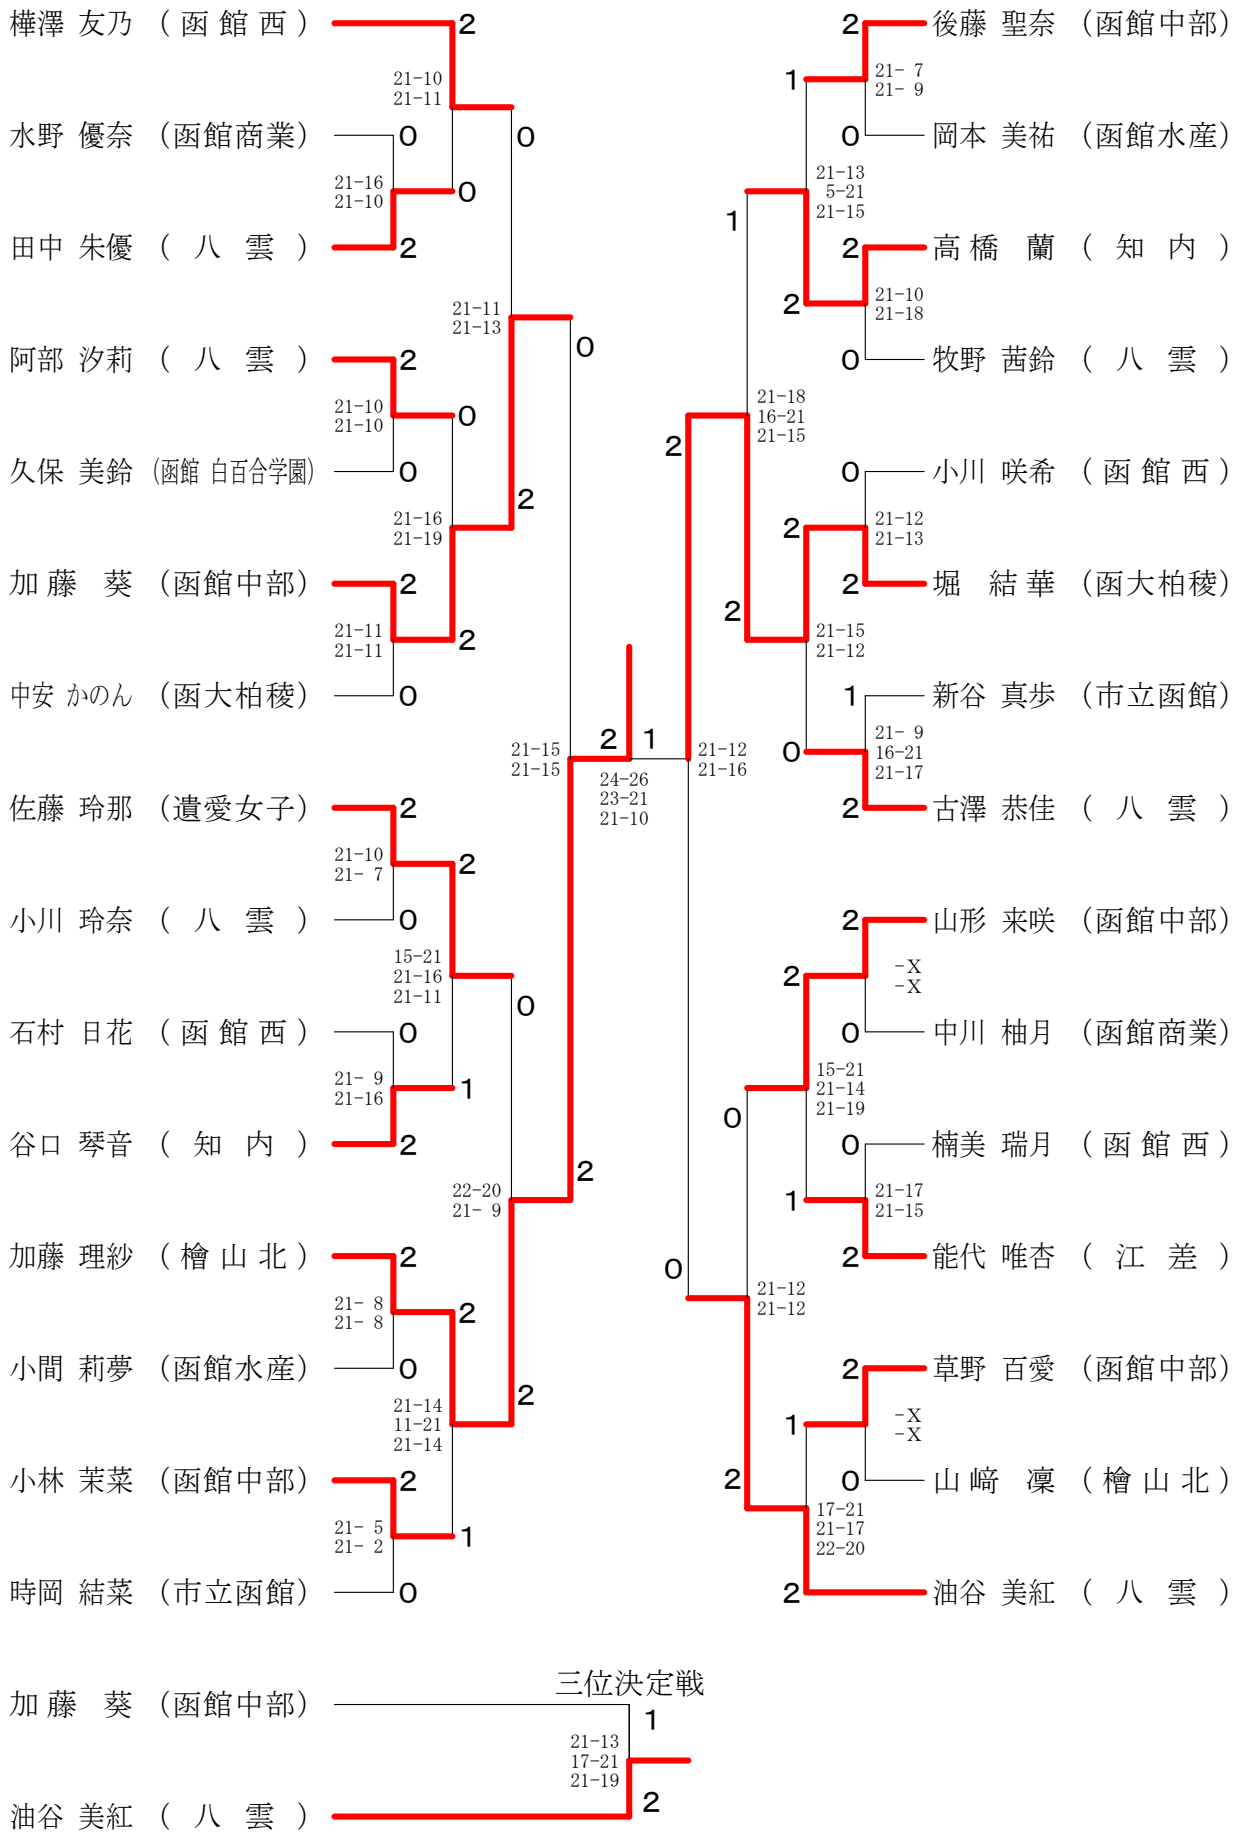 樺澤 友乃 （ 函 館 西 ） 2
21-10
21-11
水野 優奈 （函館商業） 0
0
21-16
21-10
0
田中 朱優 （ 八 雲 ） 2
21-11
21-13
0
阿部 汐莉 （ 八 雲 ） 2
21-10
21-10
0
久保 美鈴 （函館 白百合学園） 0
2
21-16
21-19
加 藤 葵 （函館中部） 2
21-11
21-11
2
中安 かのん （函大柏稜） 0
21-15
21-15
佐藤 玲那 （遺愛女子） 2
21-10
21- 7
2
小川 玲奈 （ 八 雲 ） 0
15-21
21-16
21-11
0
石村 日花 （ 函 館 西 ） 0
21- 9
21-16
1
谷口 琴音 （ 知 内 ） 2
2
22-20
21- 9
加藤 理紗 （ 檜 山 北 ） 2
21- 8
21- 8
2
小間 莉夢 （函館水産） 0
2
21-14
11-21
21-14
小林 茉菜 （函館中部） 2
21- 5
21- 2
1
時岡 結菜 （市立函館） 0
2 1
24-26
23-21
21-10
2 後藤 聖奈 （函館中部）
1
21- 7
21- 9
0 岡本 美祐 （函館水産）
21-13
5-21
21-15
1
2 高 橋 蘭 （ 知 内 ）
2
21-10
21-18
0 牧野 茜鈴 （ 八 雲 ）
21-18
16-21
21-15
2
0 小川 咲希 （ 函 館 西 ）
2
21-12
21-13
2 堀 結 華 （函大柏稜）
2
21-15
21-12
1 新谷 真歩 （市立函館）
0
21- 9
16-21
21-17
2 古澤 恭佳 （ 八 雲 ）
21-12
21-16
2 山形 来咲 （函館中部）
2
-X
-X
0 中川 柚月 （函館商業）
15-21
21-14
21-19
0
0 楠美 瑞月 （ 函 館 西 ）
1
21-17
21-15
2 能代 唯杏 （ 江 差 ）
0
21-12
21-12
2 草野 百愛 （函館中部）
1
-X
-X
0 山 﨑 凜 （ 檜 山 北 ）
2
17-21
21-17
22-20
2 油谷 美紅 （ 八 雲 ）
三位決定戦
加 藤 葵 （函館中部）
1
21-13
17-21
21-19
2
油谷 美紅 （ 八 雲 ）